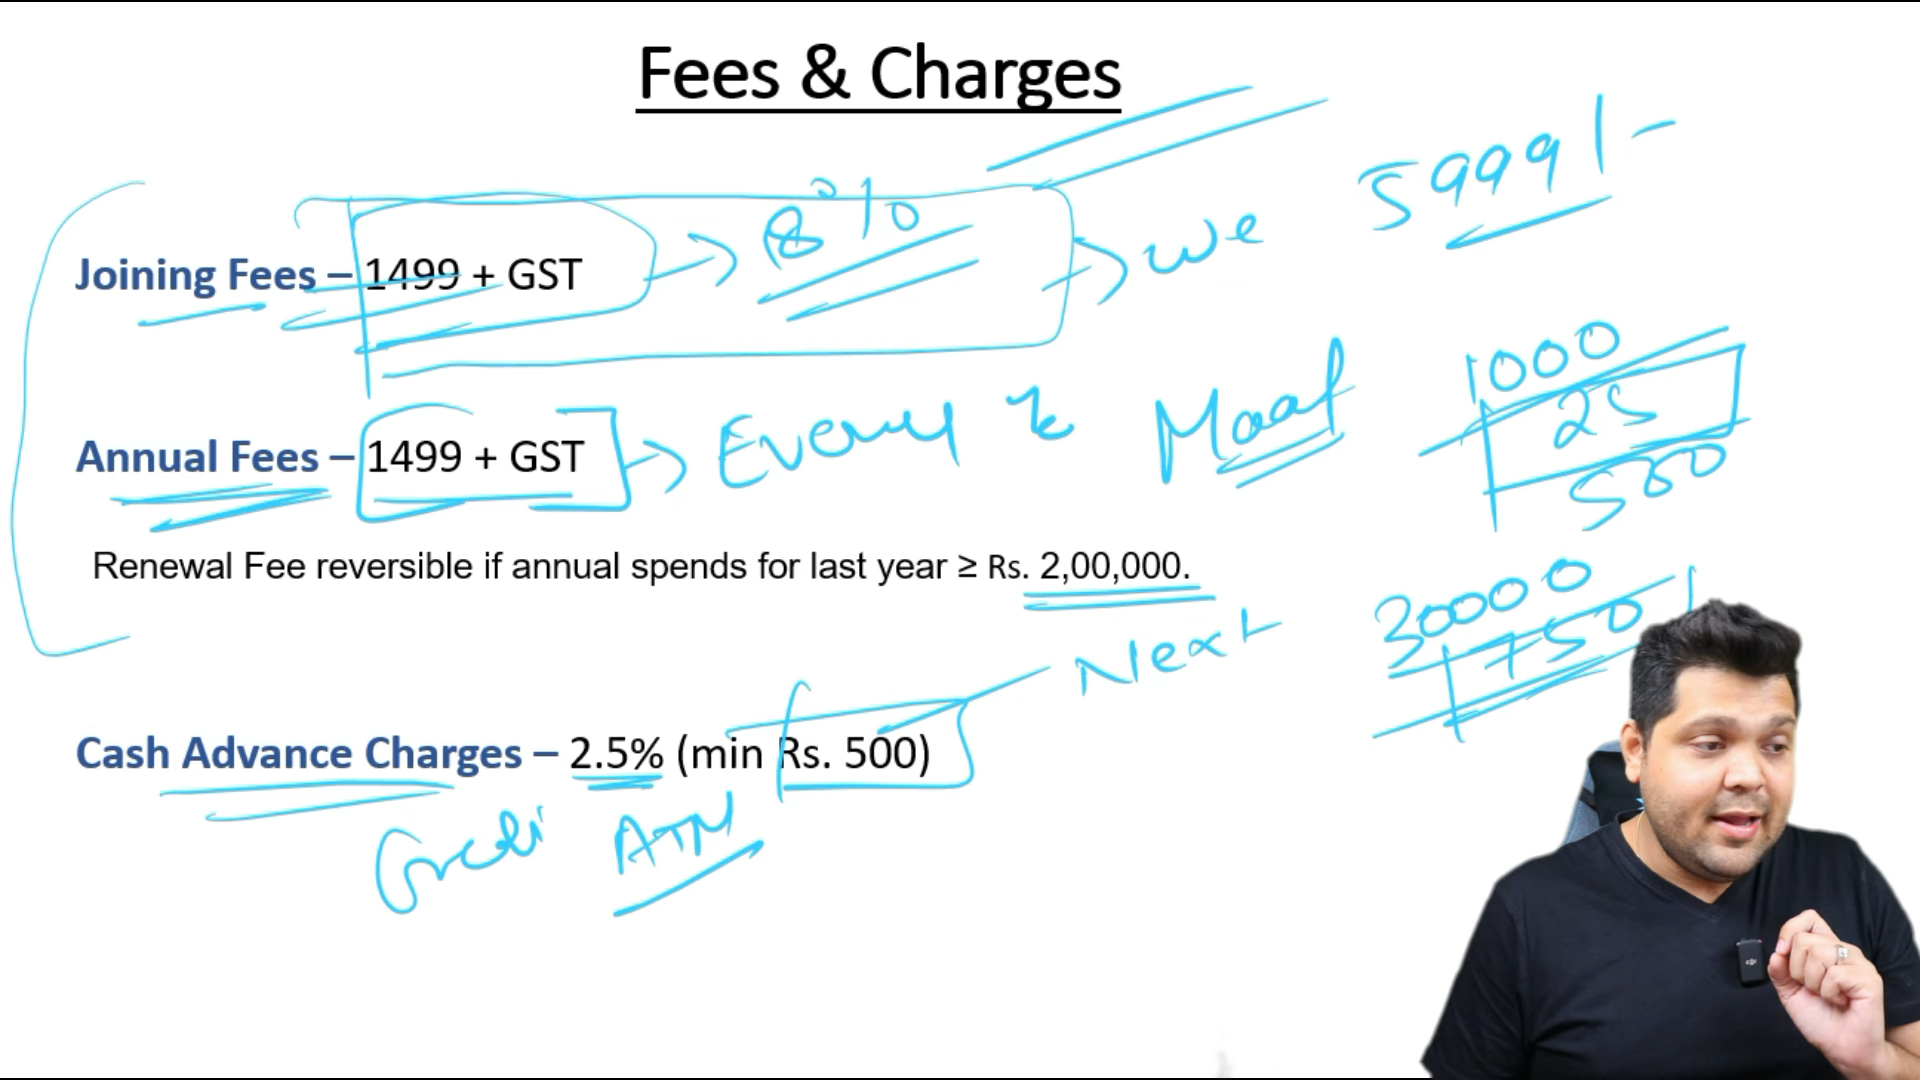 Fees & Charges
5999/-
Joining Fees – 1499 + GST → 8% → we
1000
25
500
Annual Fees – 1499 + GST → Every Maaf
Renewal Fee reversible if annual spends for last year ≥ Rs. 2,00,000.
30000
750
Next
Cash Advance Charges – 2.5% (min Rs. 500)
ATM